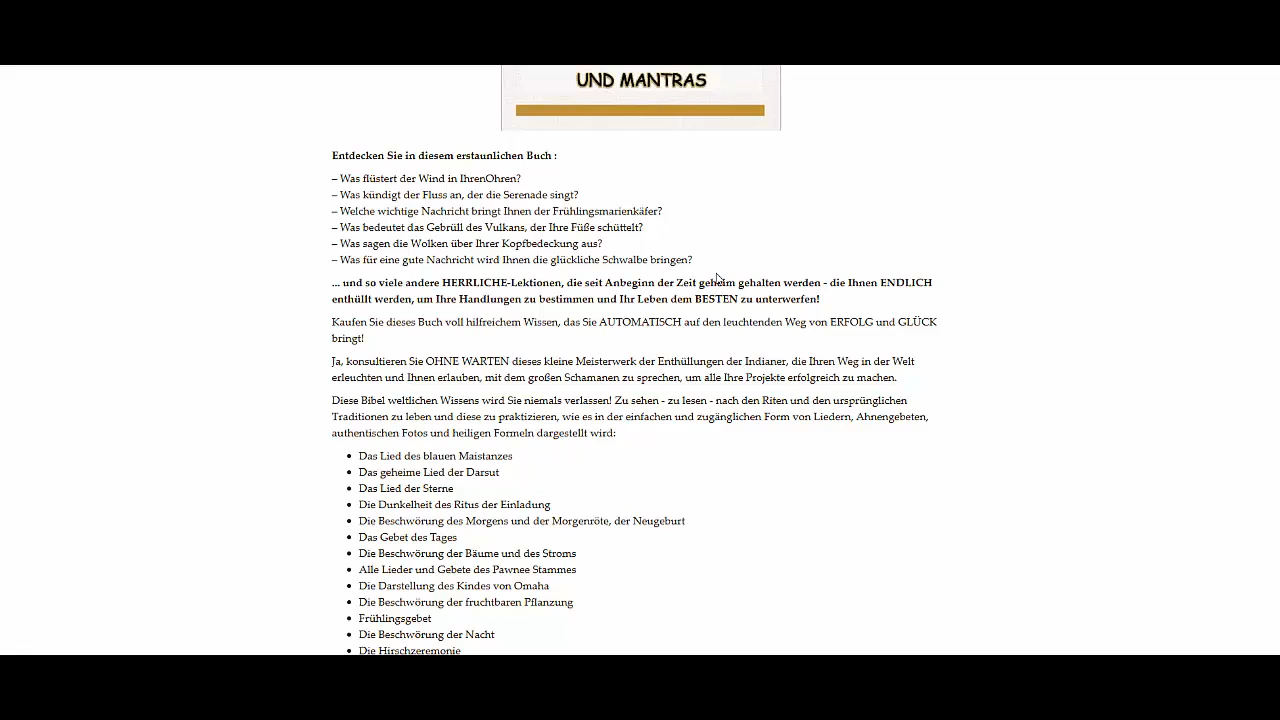 UND MANTRAS
Entdecken Sie in diesem erstaunlichen Buch :
– Was flüstert der Wind in IhrenOhren?
– Was kündigt der Fluss an, der die Serenade singt?
– Welche wichtige Nachricht bringt Ihnen der Frühlingsmarienkäfer?
– Was bedeutet das Gebrüll des Vulkans, der Ihre Füße schüttelt?
– Was sagen die Wolken über Ihrer Kopfbedeckung aus?
– Was für eine gute Nachricht wird Ihnen die glückliche Schwalbe bringen?
... und so viele andere HERRLICHE-Lektionen, die seit Anbeginn der Zeit geheim gehalten werden - die Ihnen ENDLICH
enthüllt werden, um Ihre Handlungen zu bestimmen und Ihr Leben dem BESTEN zu unterwerfen!
Kaufen Sie dieses Buch voll hilfreichem Wissen, das Sie AUTOMATISCH auf den leuchtenden Weg von ERFOLG und GLÜCK
bringt!
Ja, konsultieren Sie OHNE WARTEN dieses kleine Meisterwerk der Enthüllungen der Indianer, die Ihren Weg in der Welt
erleuchten und Ihnen erlauben, mit dem großen Schamanen zu sprechen, um alle Ihre Projekte erfolgreich zu machen.
Diese Bibel weltlichen Wissens wird Sie niemals verlassen! Zu sehen - zu lesen - nach den Riten und den ursprünglichen
Traditionen zu leben und diese zu praktizieren, wie es in der einfachen und zugänglichen Form von Liedern, Ahnengebeten,
authentischen Fotos und heiligen Formeln dargestellt wird:
• Das Lied des blauen Maistanzes
• Das geheime Lied der Darsut
• Das Lied der Sterne
• Die Dunkelheit des Ritus der Einladung
• Die Beschwörung des Morgens und der Morgenröte, der Neugeburt
• Das Gebet des Tages
• Die Beschwörung der Bäume und des Stroms
• Alle Lieder und Gebete des Pawnee Stammes
• Die Darstellung des Kindes von Omaha
• Die Beschwörung der fruchtbaren Pflanzung
• Frühlingsgebet
• Die Beschwörung der Nacht
• Die Hirschzeremonie